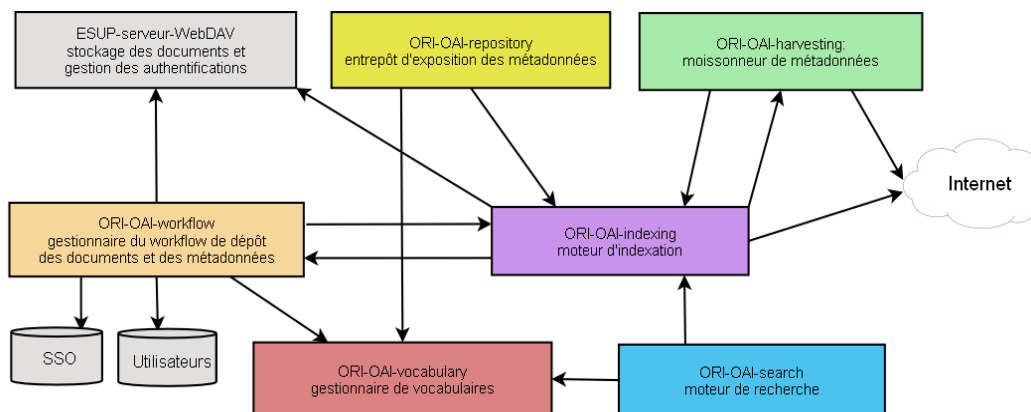 ESUP-serveur-WebDAV
stockage des documents et
gestion des authentifications
ORI-OAI-repository
entrepôt d'exposition des métadonnées
ORI-OAI-harvesting:
moissonneur de métadonnées
Internet
ORI-OAI-workflow
gestionnaire du workflow de dépôt
des documents et des métadonnées
ORI-OAI-indexing
moteur d'indexation
SSO
Utilisateurs
ORI-OAI-vocabulary
gestionnaire de vocabulaires
ORI-OAI-search
moteur de recherche